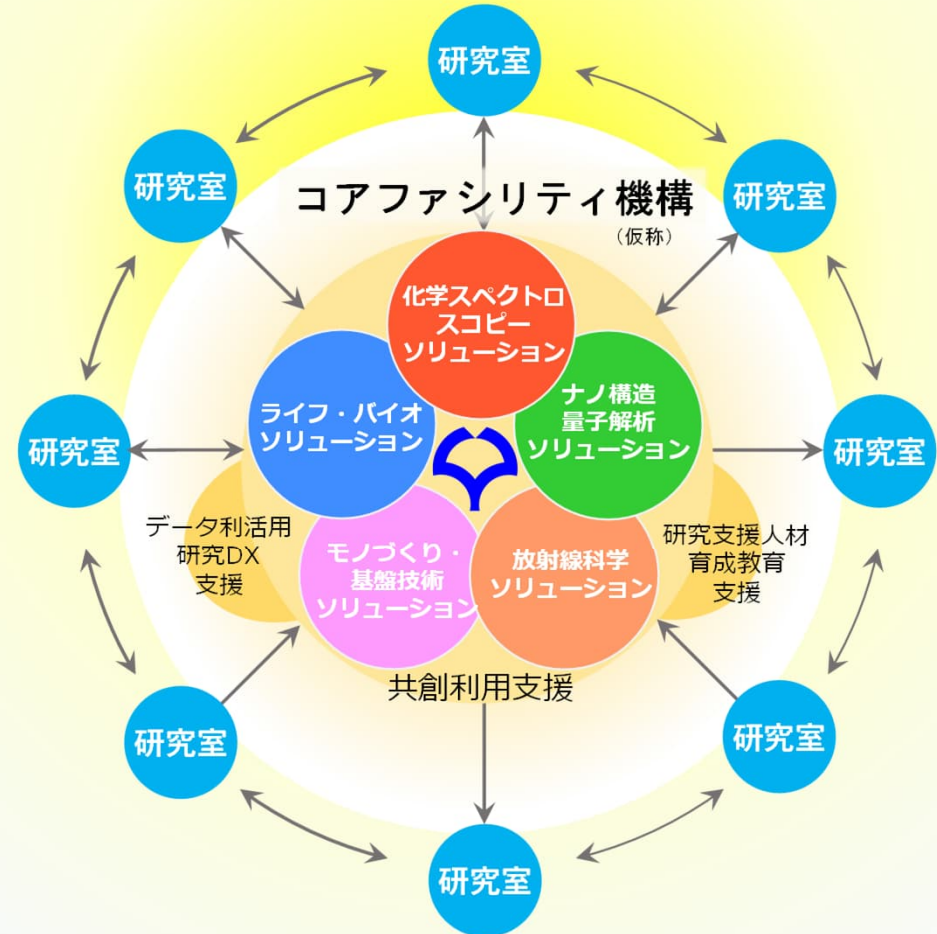 研究室
研究室
研究室
コアファシリティ機構
（仮称）
化学スペクトロ
スコピー
ソリューション
ライフ・バイオ
ソリューション
ナノ構造
量子解析
ソリューション
研究室
研究室
データ利活用
研究DX
支援
モノづくり・
基盤技術
ソリューション
放射線科学
ソリューション
研究支援人材
育成教育
支援
共創利用支援
研究室
研究室
研究室